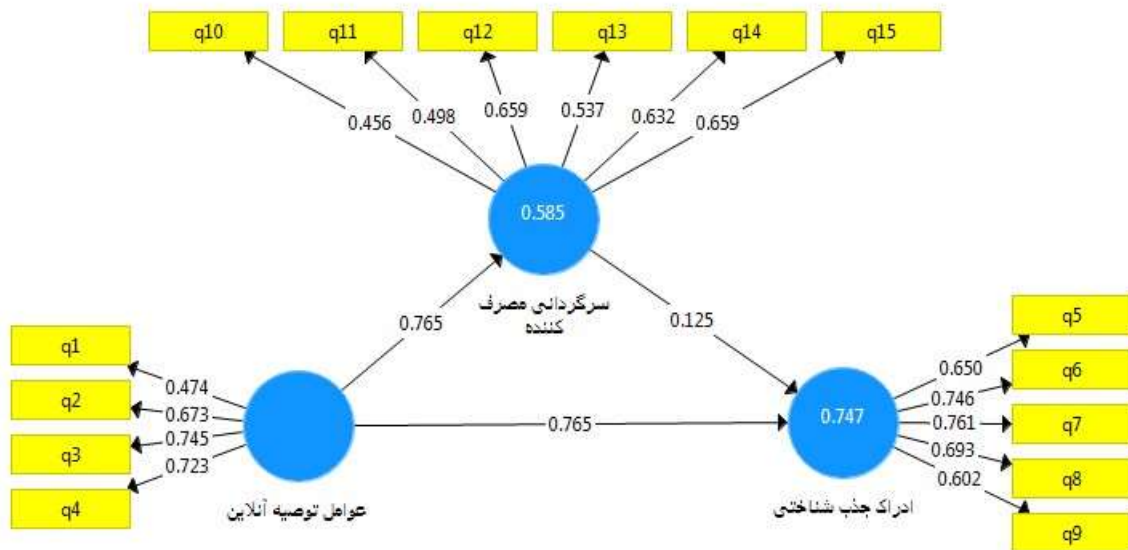 q10 q11 q12 q13 q14 q15
0.456 0.498 0.659 0.537 0.632 0.659
0.585
سرگردانی مصرف
کننده
0.765
0.125
q1
q2
q3
q4
0.474
0.673
0.745
0.723
عوامل توصیه آنلاین
0.765
0.747
ادراک جذب شناختی
0.650
0.746
0.761
0.693
0.602
q5
q6
q7
q8
q9